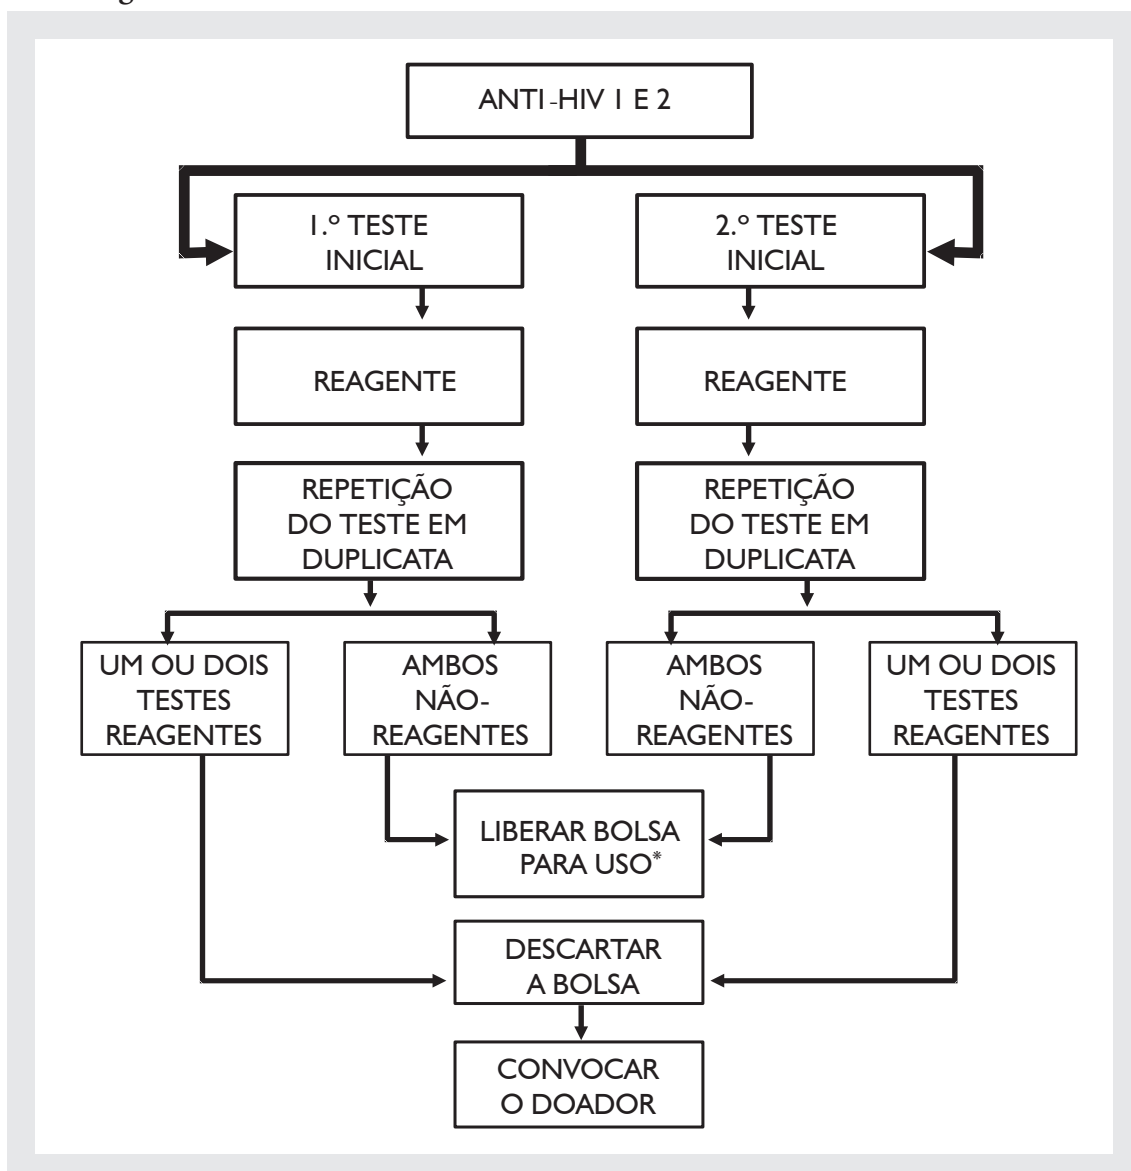 ANTI-HIV 1 E 2
1.º TESTE
INICIAL
2.º TESTE
INICIAL
REAGENTE
REAGENTE
REPETIÇÃO
DO TESTE EM
DUPLICATA
REPETIÇÃO
DO TESTE EM
DUPLICATA
UM OU DOIS
TESTES
REAGENTES
AMBOS
NÃO-
REAGENTES
AMBOS
NÃO-
REAGENTES
UM OU DOIS
TESTES
REAGENTES
LIBERAR BOLSA
PARA USO*
DESCARTAR
A BOLSA
CONVOCAR
O DOADOR